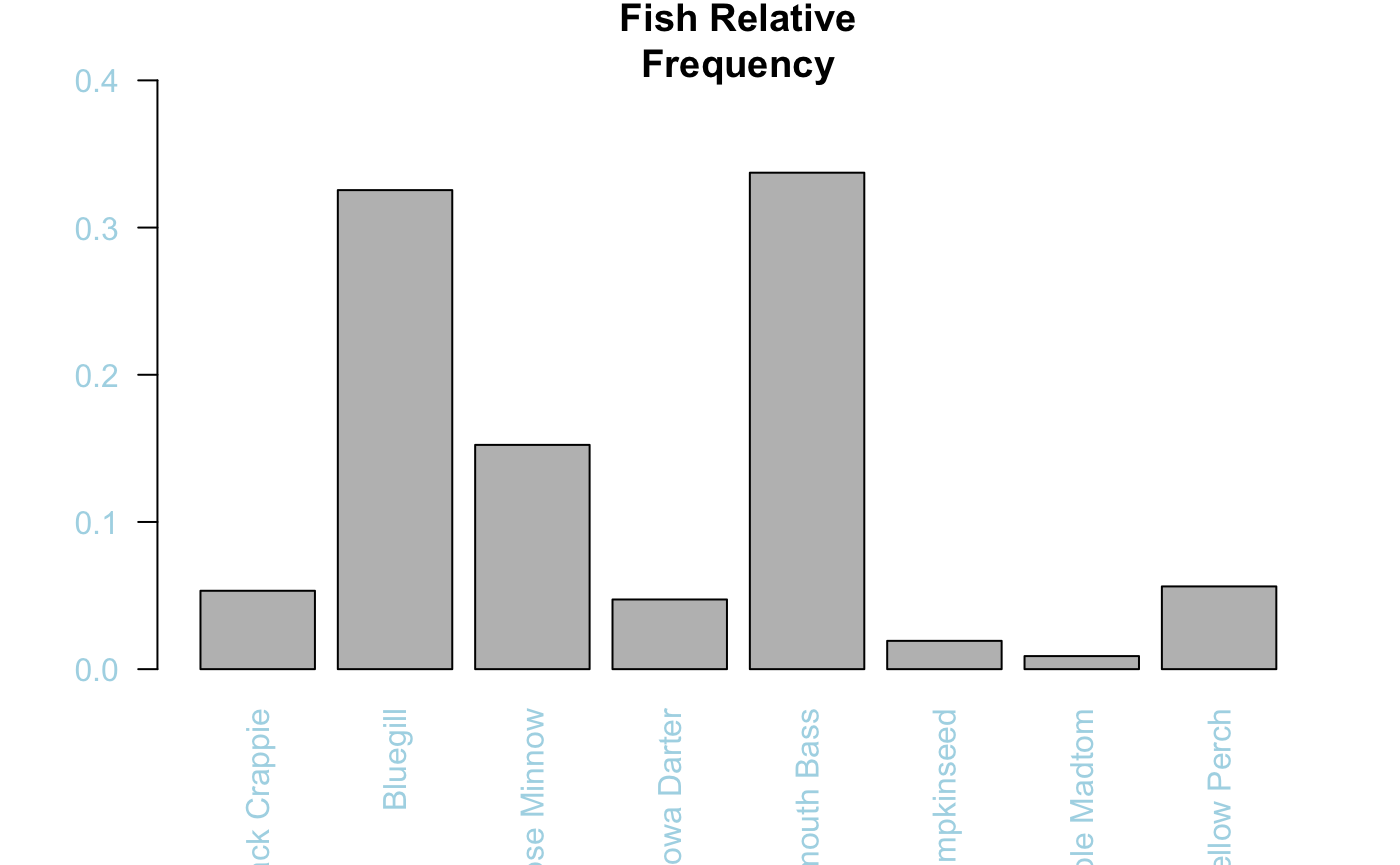 Fish Relative
Frequency
0.4
0.3
0.2
0.1
0.0
ack Crappie
Bluegill
ose Minnow
owa Darter
mouth Bass
mpkinseed
ole Madtom
ellow Perch